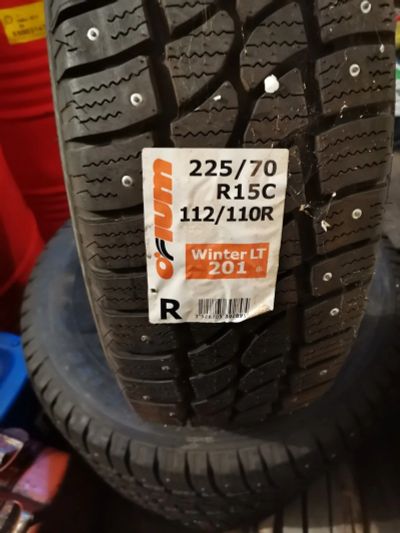 225/70
R15C
112/110R
ORIUM
Winter LT
201
R